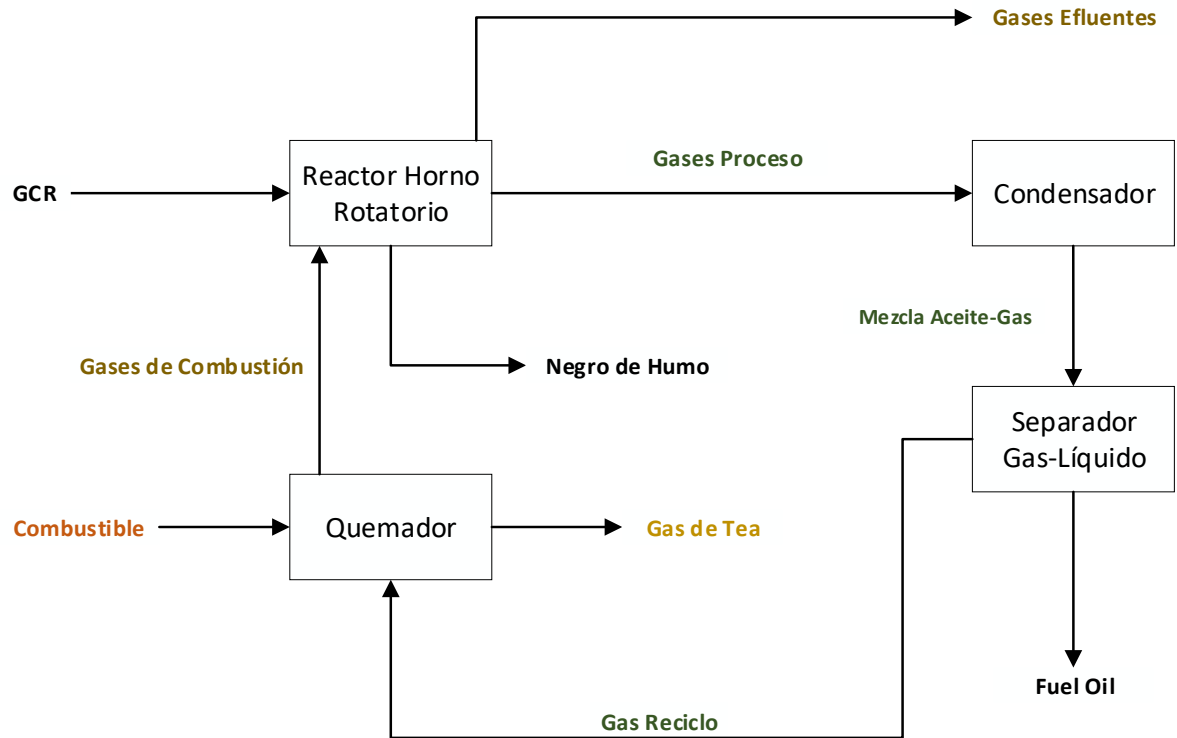 Gases Efluentes
Reactor Horno
Rotatorio
Gases Proceso
Condensador
GCR
Mezcla Aceite-Gas
Gases de Combustión
Negro de Humo
Separador
Gas-Líquido
Combustible
Quemador
Gas de Tea
Fuel Oil
Gas Reciclo